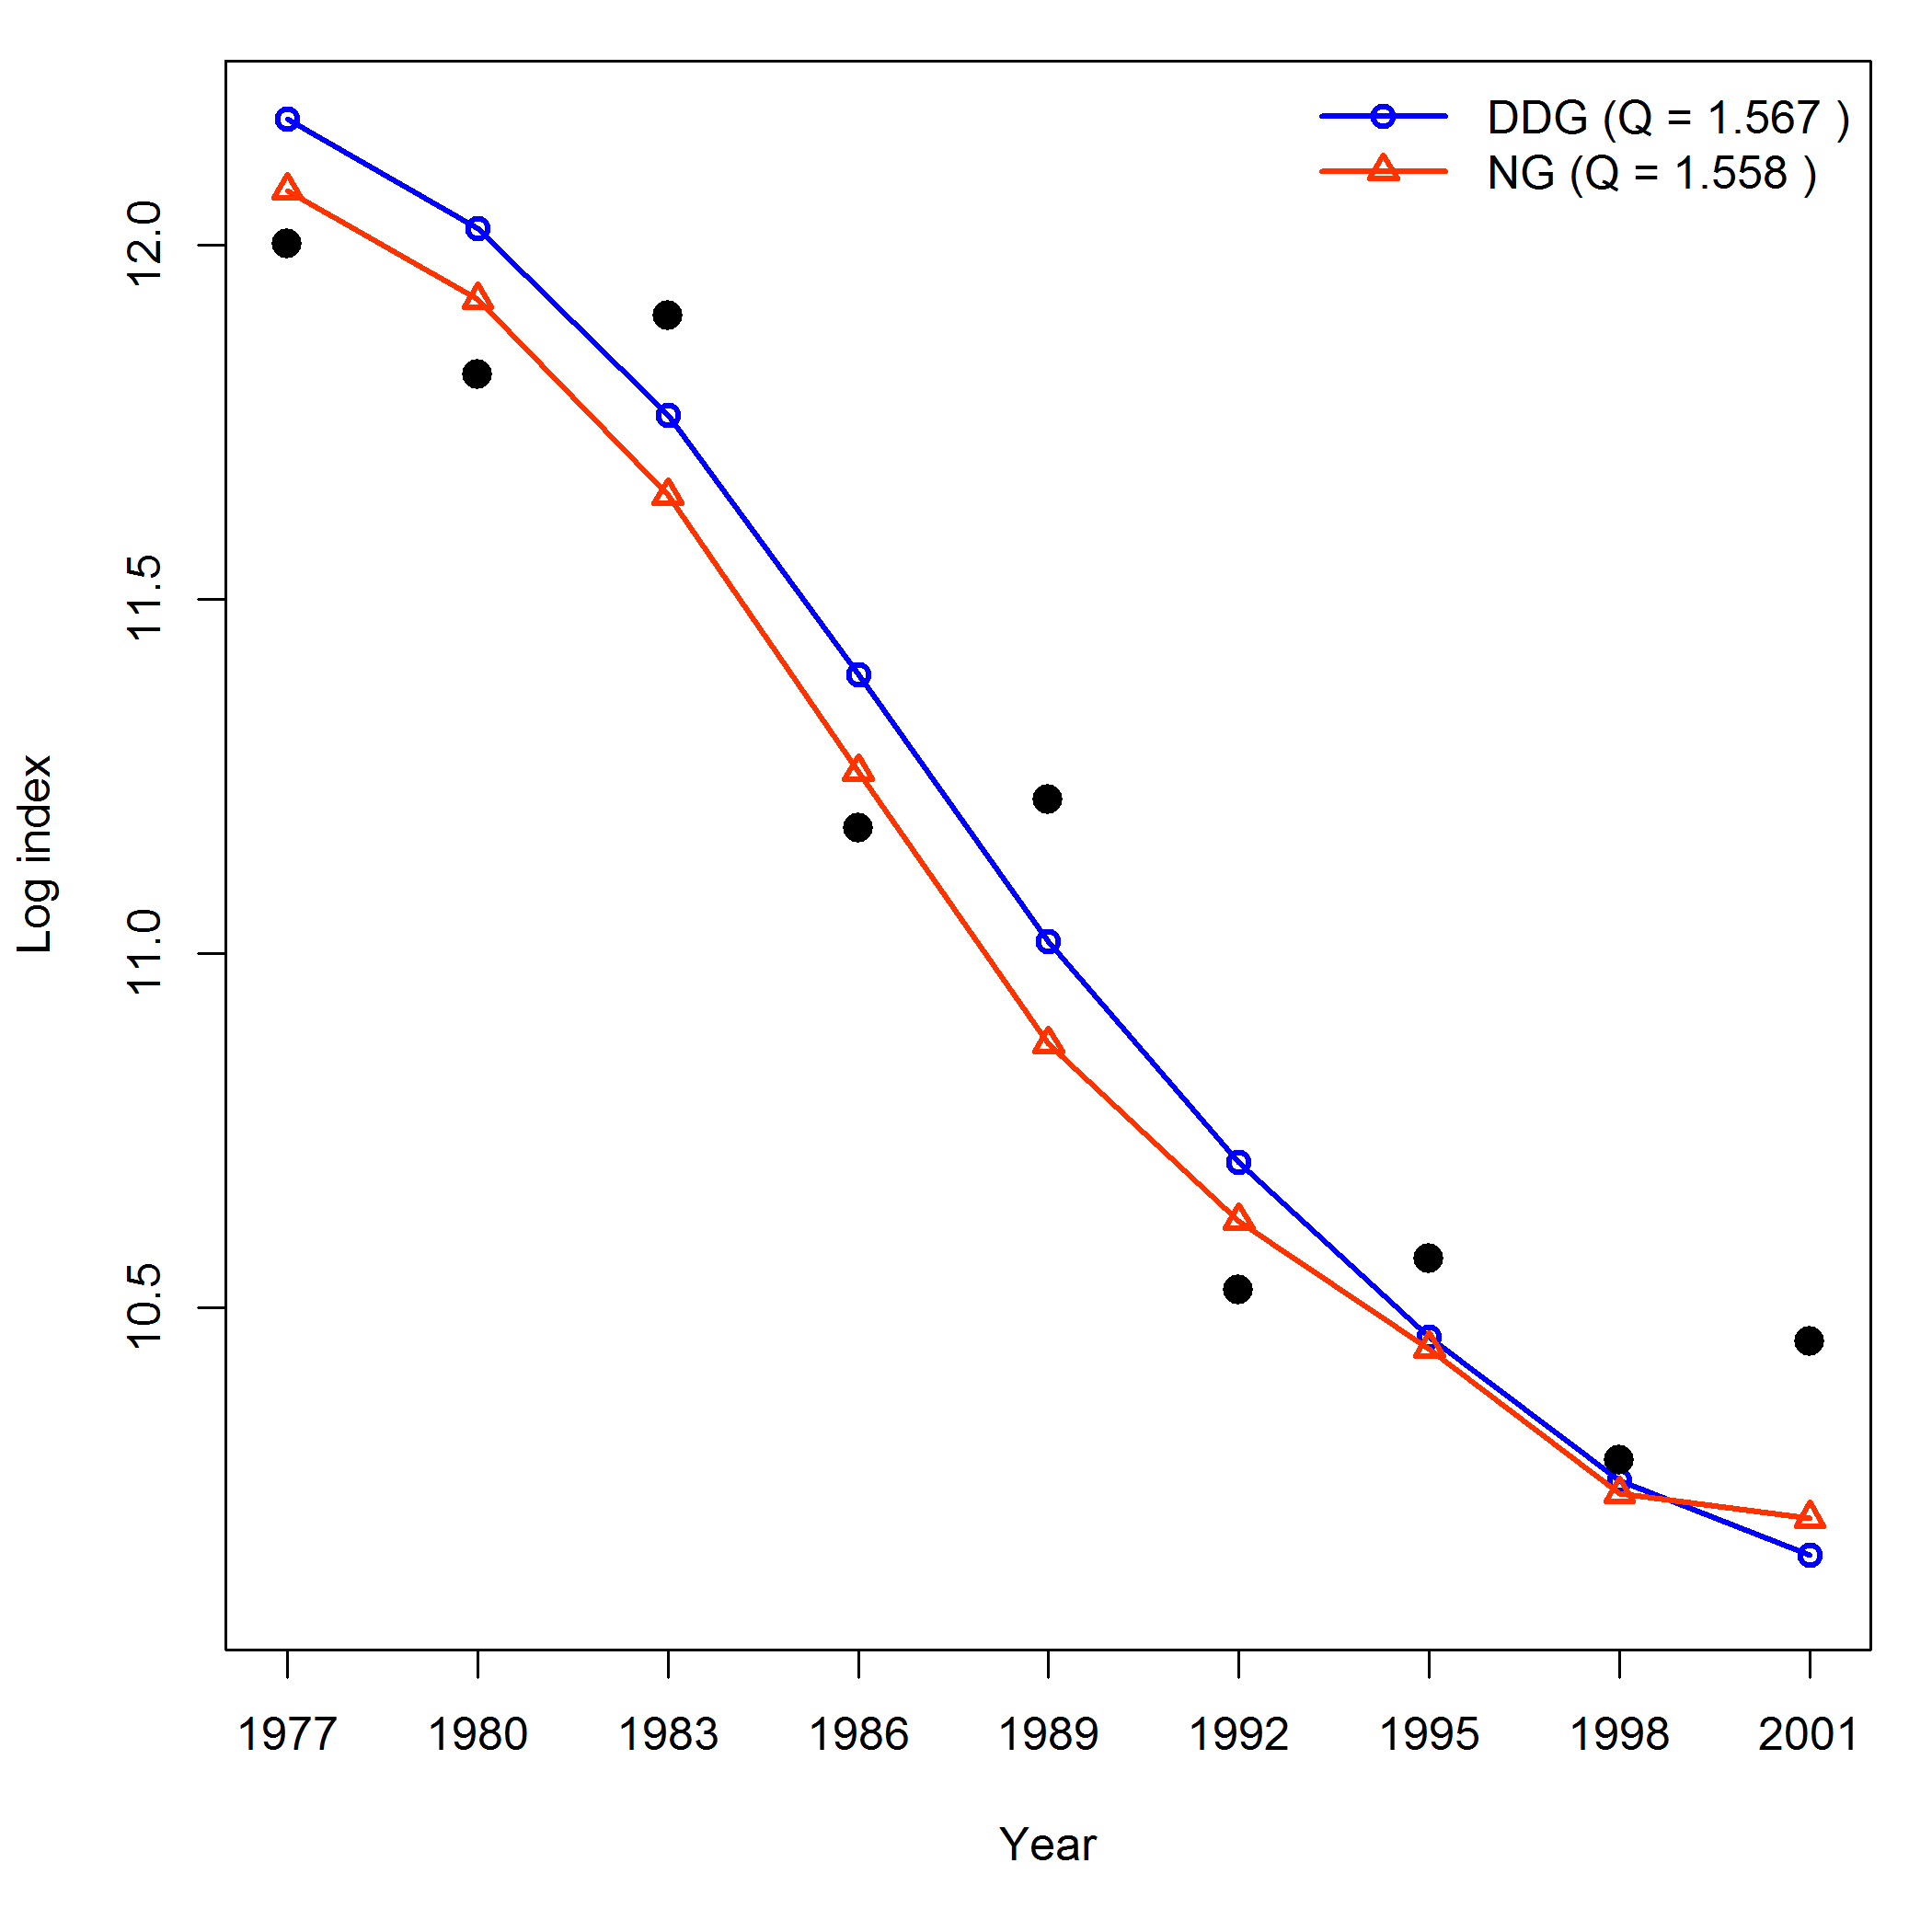 DDG (Q = 1.567 )
NG (Q = 1.558 )
12.0
11.5
11.0
10.5
Log index
1977 1980 1983 1986 1989 1992 1995 1998 2001
Year